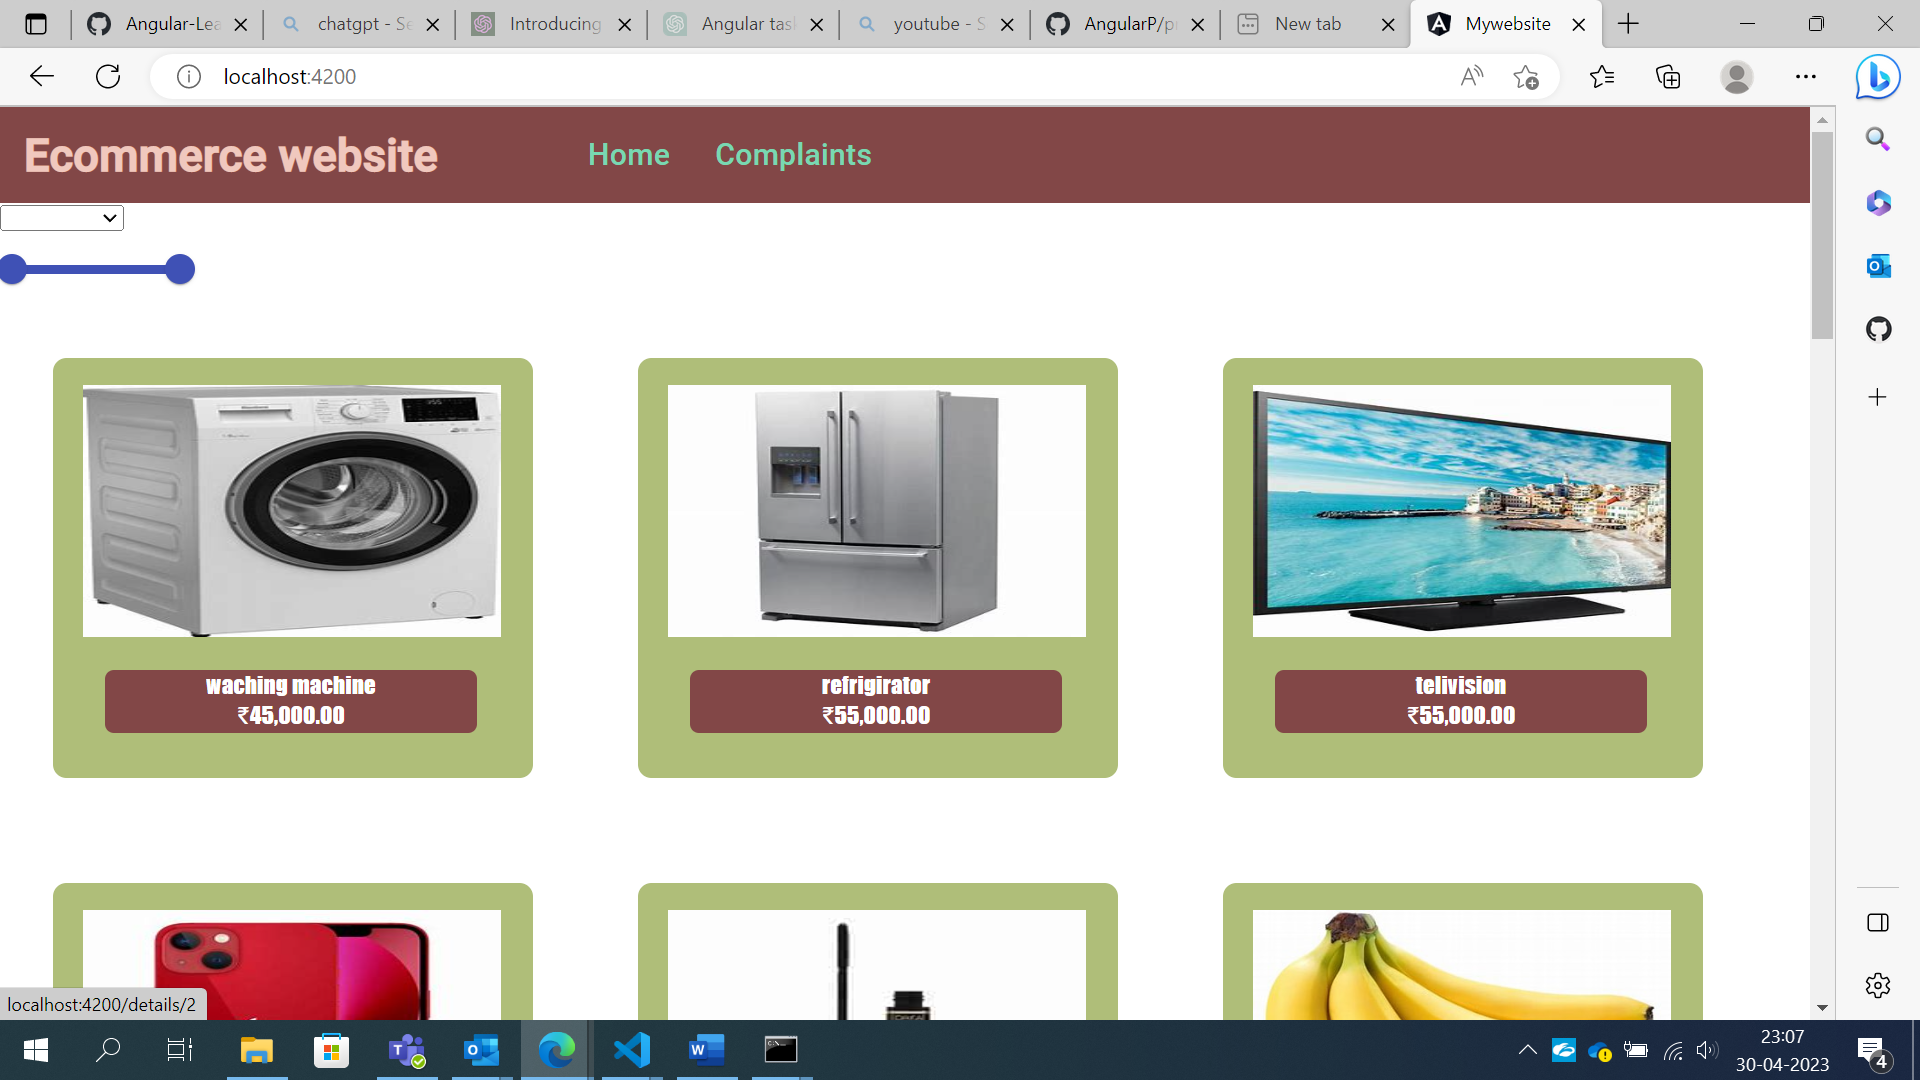 Angular-Lea
chatgpt - Se
Introducing
Angular tas
youtube - S
AngularP/p
New tab
Mywebsite
localhost:4200
Ecommerce website
Home
Complaints
waching machine
₹45,000.00
refrigirator
₹55,000.00
telivision
₹55,000.00
localhost:4200/details/2
23:07
30-04-2023
4